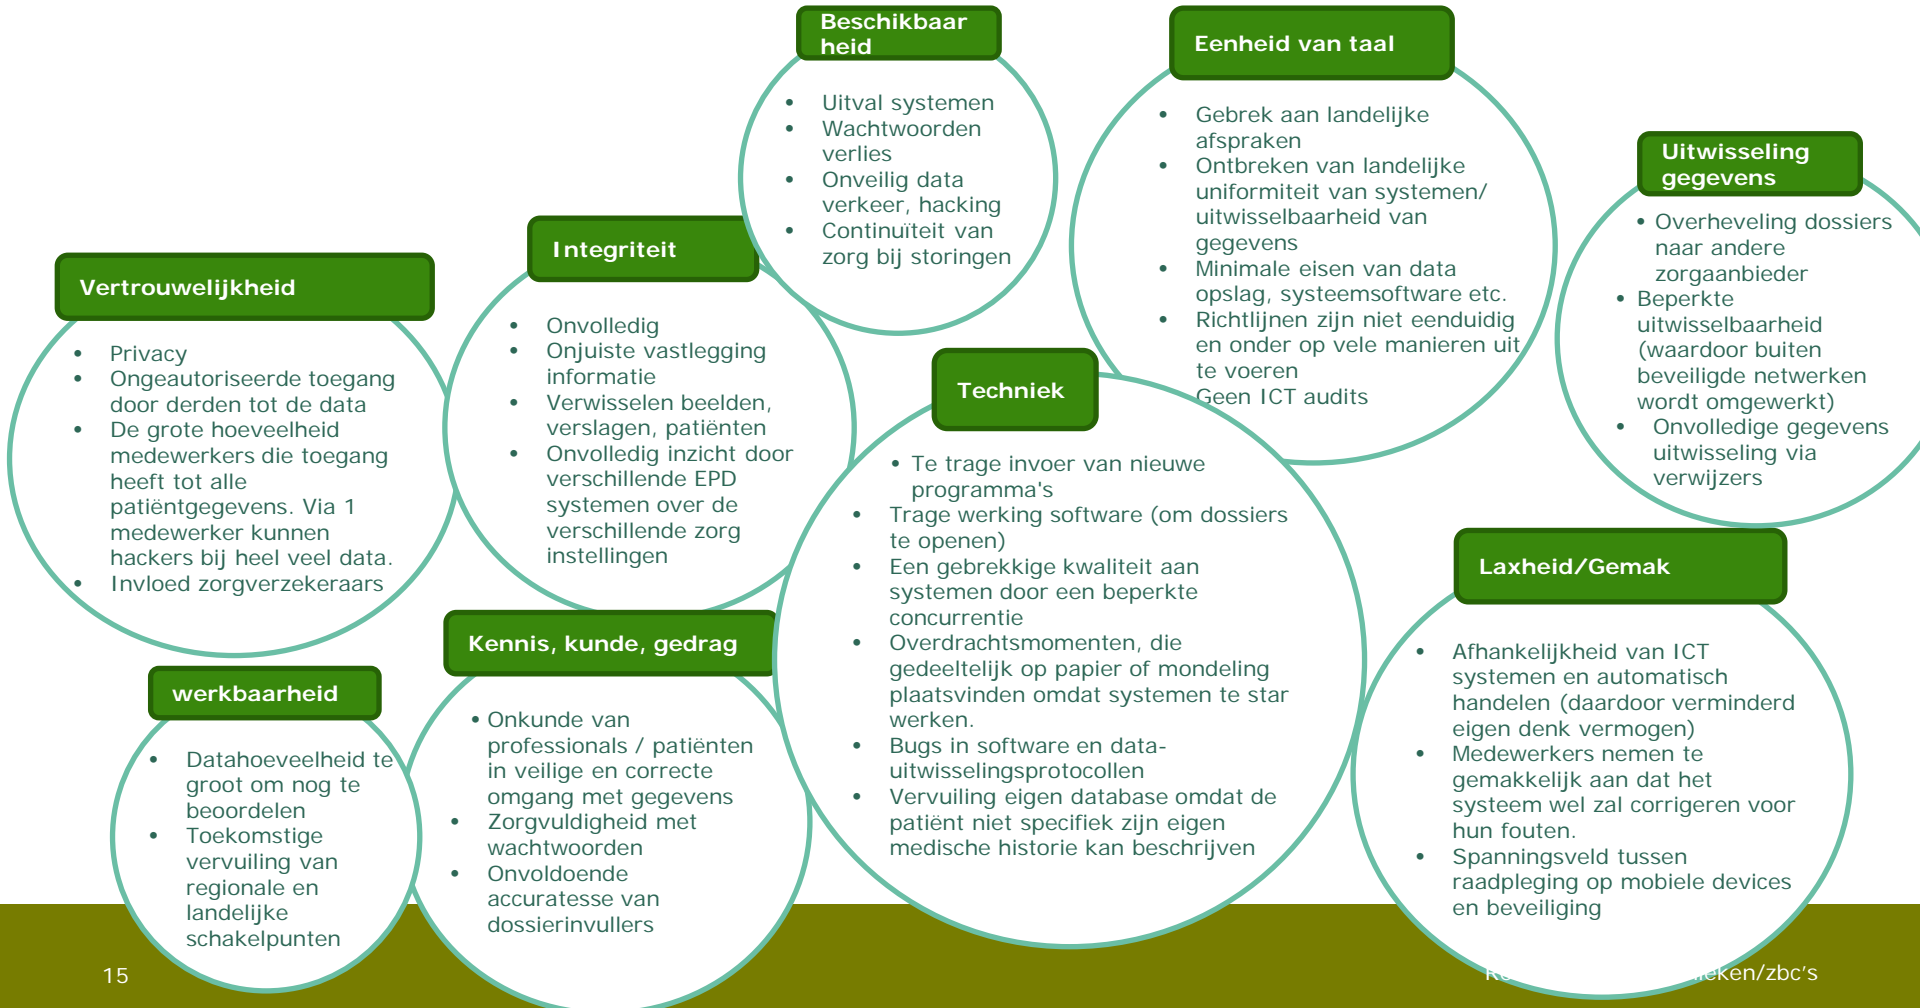 Beschikbaar
heid
• Uitval systemen
• Wachtwoorden
verlies
• Onveilig data
verkeer, hacking
• Continuïteit van
zorg bij storingen
Eenheid van taal
• Gebrek aan landelijke
afspraken
• Ontbreken van landelijke
uniformiteit van systemen/
uitwisselbaarheid van
gegevens
• Minimale eisen van data
opslag, systeemsoftware etc.
• Richtlijnen zijn niet eenduidig
en onder op vele manieren uit
te voeren
Geen ICT audits
Uitwisseling
gegevens
• Overheveling dossiers
naar andere
zorgaanbieder
• Beperkte
uitwisselbaarheid
(waardoor buiten
beveiligde netwerken
wordt omgewerkt)
• Onvolledige gegevens
uitwisseling via
verwijzers
Integriteit
• Onvolledig
• Onjuiste vastlegging
informatie
• Verwisselen beelden,
verslagen, patiënten
• Onvolledig inzicht door
verschillende EPD
systemen over de
verschillende zorg
instellingen
Vertrouwelijkheid
• Privacy
• Ongeautoriseerde toegang
door derden tot de data
• De grote hoeveelheid
medewerkers die toegang
heeft tot alle
patiëntgegevens. Via 1
medewerker kunnen
hackers bij heel veel data.
• Invloed zorgverzekeraars
Techniek
• Te trage invoer van nieuwe
programma's
• Trage werking software (om dossiers
te openen)
• Een gebrekkige kwaliteit aan
systemen door een beperkte
concurrentie
• Overdrachtsmomenten, die
gedeeltelijk op papier of mondeling
plaatsvinden omdat systemen te star
werken.
• Bugs in software en data-
uitwisselingsprotocollen
• Vervuiling eigen database omdat de
patiënt niet specifiek zijn eigen
medische historie kan beschrijven
Laxheid/Gemak
• Afhankelijkheid van ICT
systemen en automatisch
handelen (daardoor verminderd
eigen denk vermogen)
• Medewerkers nemen te
gemakkelijk aan dat het
systeem wel zal corrigeren voor
hun fouten.
• Spanningsveld tussen
raadpleging op mobiele devices
en beveiliging
Kennis, kunde, gedrag
• Onkunde van
professionals / patiënten
in veilige en correcte
omgang met gegevens
• Zorgvuldigheid met
wachtwoorden
• Onvoldoende
accuratesse van
dossierinvullers
werkbaarheid
• Datahoeveelheid te
groot om nog te
beoordelen
• Toekomstige
vervuiling van
regionale en
landelijke
schakelpunten
15